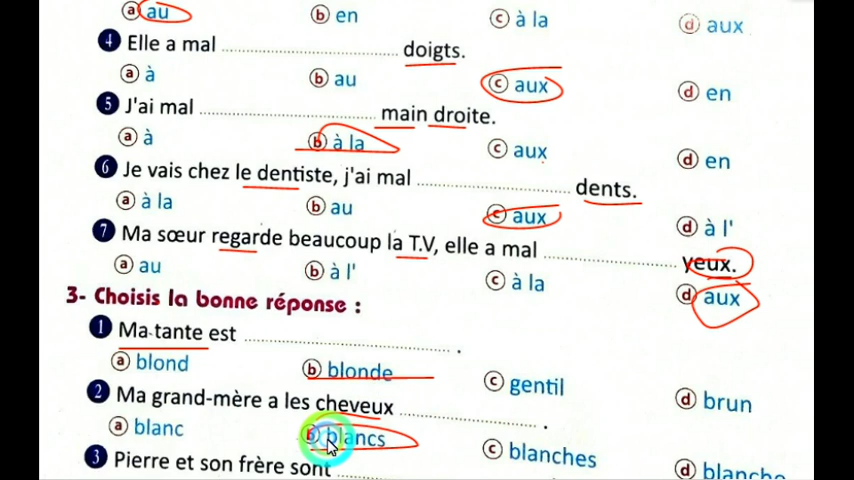 a au b en c à la d aux
4 Elle a mal ........................ doigts.
a à b au c aux d en
5 J'ai mal ........................ main droite.
a à b à la c aux d en
6 Je vais chez le dentiste, j'ai mal ........................ dents.
a à la b au c aux d à l'
7 Ma sœur regarde beaucoup la T.V, elle a mal ........................ yeux.
a au b à l' c à la d aux
3- Choisis la bonne réponse :
1 Ma tante est ........................ .
a blond b blonde c gentil d brun
2 Ma grand-mère a les cheveux ........................ .
a blanc b blancs c blanches d blanche
3 Pierre et son frère sont ........................